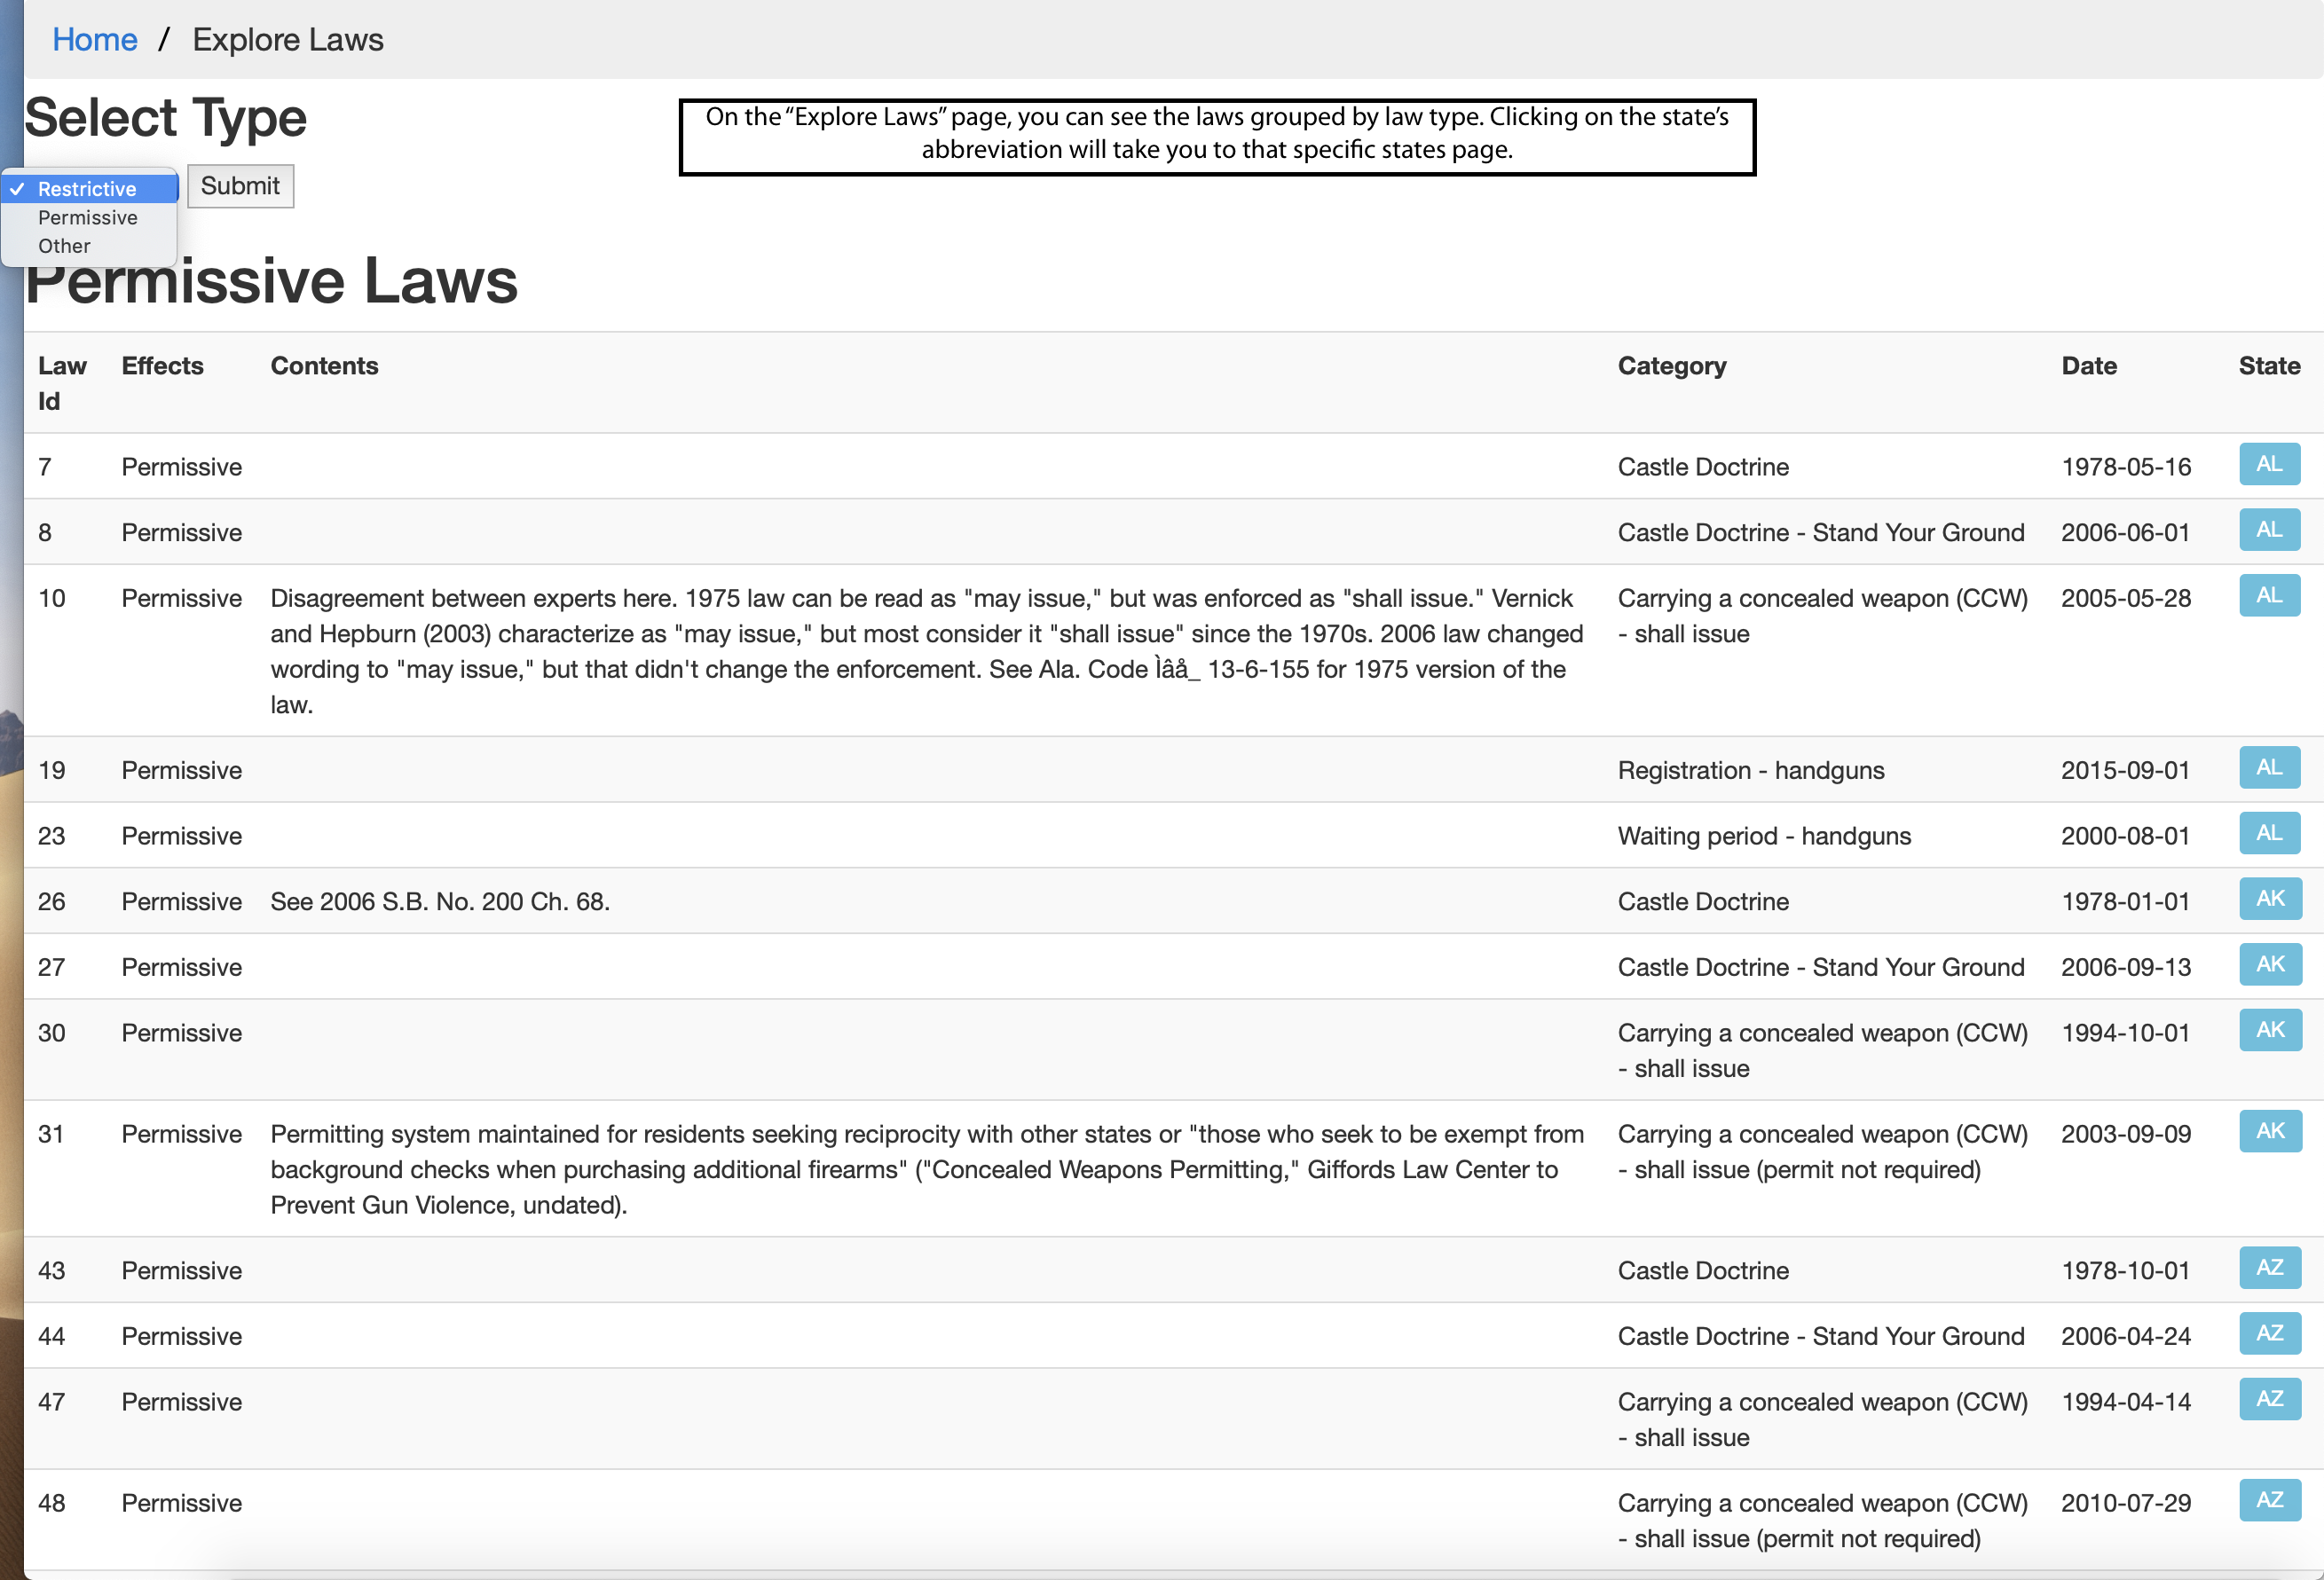 Home / Explore Laws
Select Type
On the “Explore Laws” page, you can see the laws grouped by law type. Clicking on the state’s
abbreviation will take you to that specific states page.
✓ Restrictive
Submit
Permissive
Other
Permissive Laws
Law Effects Contents Category Date State
Id
7 Permissive Castle Doctrine 1978-05-16 AL
8 Permissive Castle Doctrine - Stand Your Ground 2006-06-01 AL
10 Permissive Disagreement between experts here. 1975 law can be read as "may issue," but was enforced as "shall issue." Vernick Carrying a concealed weapon (CCW) 2005-05-28 AL
and Hepburn (2003) characterize as "may issue," but most consider it "shall issue" since the 1970s. 2006 law changed - shall issue
wording to "may issue," but that didn't change the enforcement. See Ala. Code Ìâå_ 13-6-155 for 1975 version of the
law.
19 Permissive Registration - handguns 2015-09-01 AL
23 Permissive Waiting period - handguns 2000-08-01 AL
26 Permissive See 2006 S.B. No. 200 Ch. 68. Castle Doctrine 1978-01-01 AK
27 Permissive Castle Doctrine - Stand Your Ground 2006-09-13 AK
30 Permissive Carrying a concealed weapon (CCW) 1994-10-01 AK
- shall issue
31 Permissive Permitting system maintained for residents seeking reciprocity with other states or "those who seek to be exempt from Carrying a concealed weapon (CCW) 2003-09-09 AK
background checks when purchasing additional firearms" ("Concealed Weapons Permitting," Giffords Law Center to - shall issue (permit not required)
Prevent Gun Violence, undated).
43 Permissive Castle Doctrine 1978-10-01 AZ
44 Permissive Castle Doctrine - Stand Your Ground 2006-04-24 AZ
47 Permissive Carrying a concealed weapon (CCW) 1994-04-14 AZ
- shall issue
48 Permissive Carrying a concealed weapon (CCW) 2010-07-29 AZ
- shall issue (permit not required)